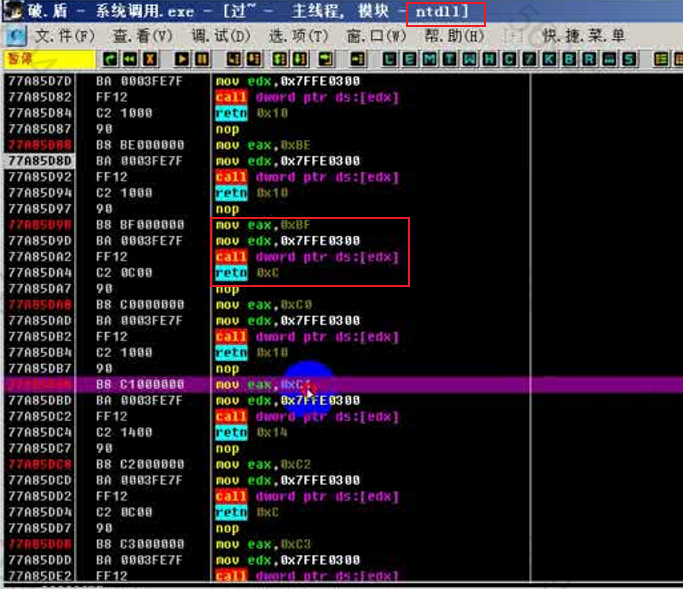 破.盾 - 系统调用.exe - [过~ - 主线程, 模块 - ntdll]
C 文件(F) 查看(V) 调试(D) 选项(T) 窗口(W) 帮助(H) 快捷菜单
暂停 L E M T W H C 7 K B R ... S
77A85D7D BA 0003FE7F mov edx,0x7FFE0300
77A85D82 FF12 call dword ptr ds:[edx]
77A85D84 C2 1000 retn 0x10
77A85D87 90 nop
77A85D88 B8 BE000000 mov eax,0xBE
77A85D8D BA 0003FE7F mov edx,0x7FFE0300
77A85D92 FF12 call dword ptr ds:[edx]
77A85D94 C2 1000 retn 0x10
77A85D97 90 nop
77A85D98 B8 BF000000 mov eax,0xBF
77A85D9D BA 0003FE7F mov edx,0x7FFE0300
77A85DA2 FF12 call dword ptr ds:[edx]
77A85DA4 C2 0C00 retn 0xC
77A85DA7 90 nop
77A85DA8 B8 C0000000 mov eax,0xC0
77A85DAD BA 0003FE7F mov edx,0x7FFE0300
77A85DB2 FF12 call dword ptr ds:[edx]
77A85DB4 C2 1000 retn 0x10
77A85DB7 90 nop
B8 C1000000 mov eax,0xC1
77A85DBD BA 0003FE7F mov edx,0x7FFE0300
77A85DC2 FF12 call dword ptr ds:[edx]
77A85DC4 C2 1400 retn 0x14
77A85DC7 90 nop
77A85DC8 B8 C2000000 mov eax,0xC2
77A85DCD BA 0003FE7F mov edx,0x7FFE0300
77A85DD2 FF12 call dword ptr ds:[edx]
77A85DD4 C2 0C00 retn 0xC
77A85DD7 90 nop
77A85DD8 B8 C3000000 mov eax,0xC3
77A85DDD BA 0003FE7F mov edx,0x7FFE0300
77A85DE2 FF12 call dword ptr ds:[edx]